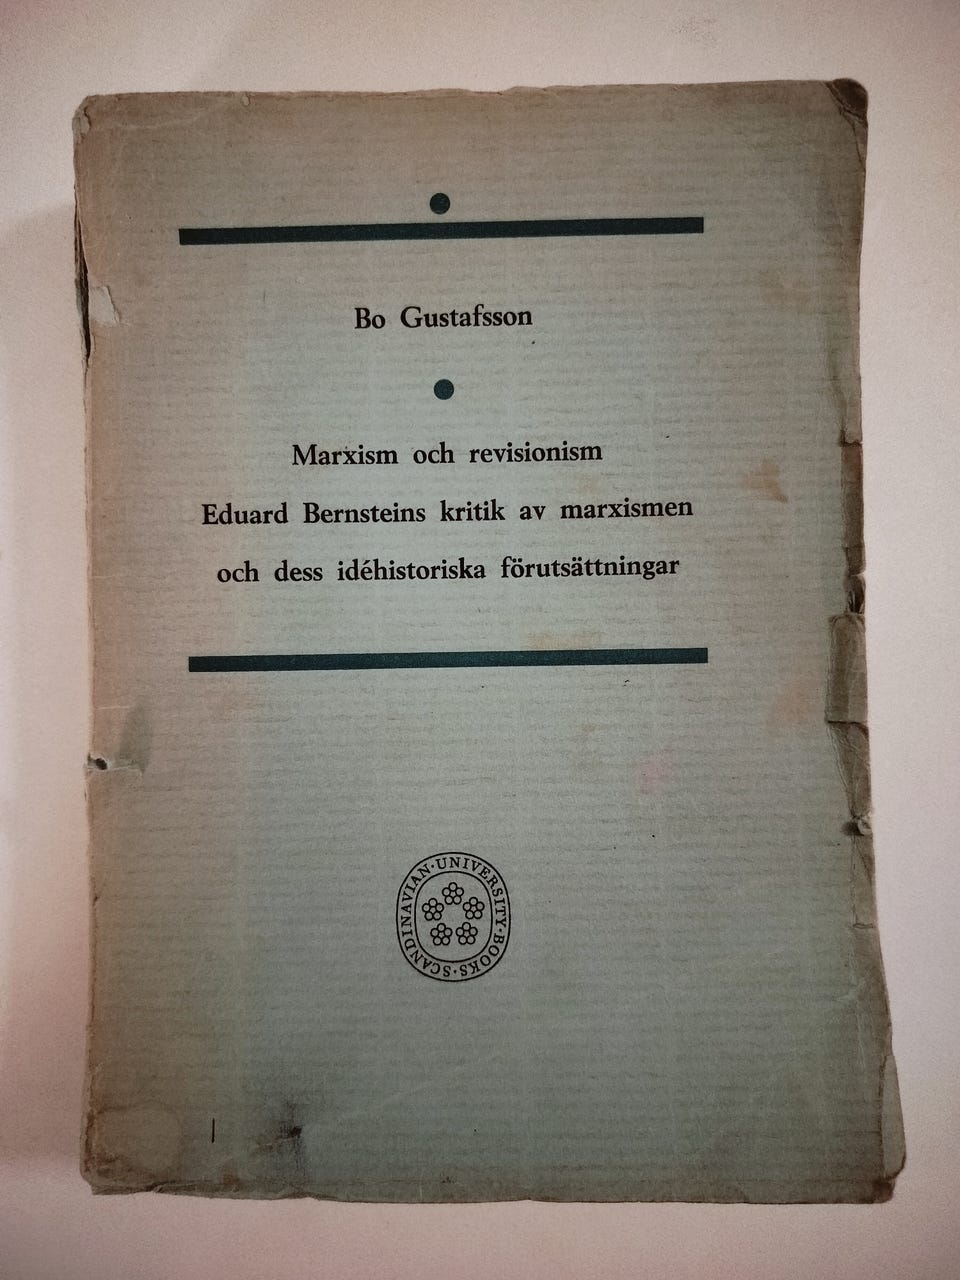 Bo Gustafsson
Marxism och revisionism
Eduard Bernsteins kritik av marxismen
och dess idéhistoriska förutsättningar
SCANDINAVIAN·UNIVERSITY·BOOKS·